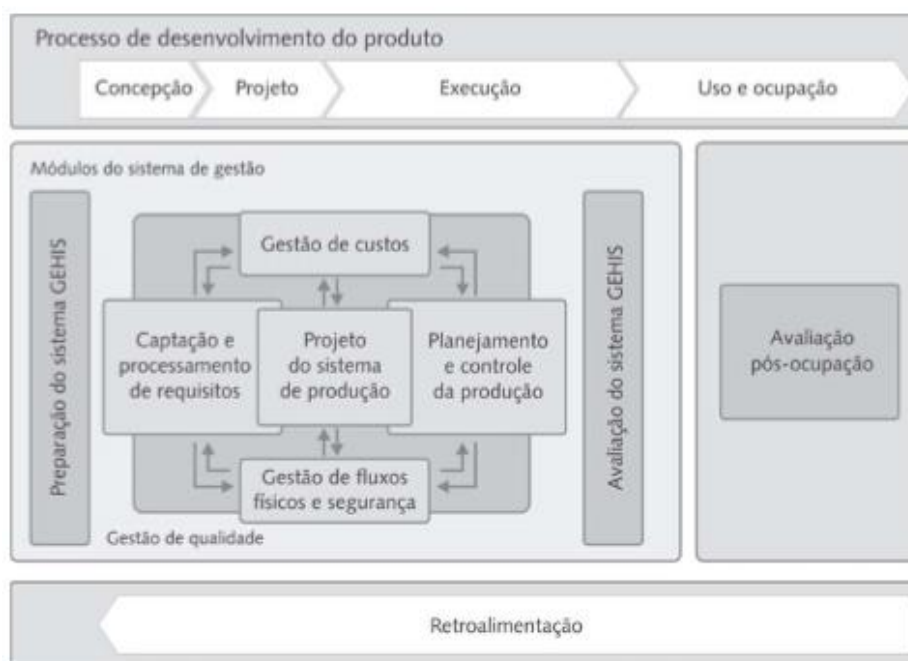 Processo de desenvolvimento do produto
Concepção
Projeto
Execução
Uso e ocupação
Módulos do sistema de gestão
Preparação do sistema GEHIS
Gestão de custos
Captação e
processamento
de requisitos
Projeto
do sistema
de produção
Planejamento
e controle
da produção
Gestão de fluxos
físicos e segurança
Gestão de qualidade
Avaliação do sistema GEHIS
Avaliação
pós-ocupação
Retroalimentação